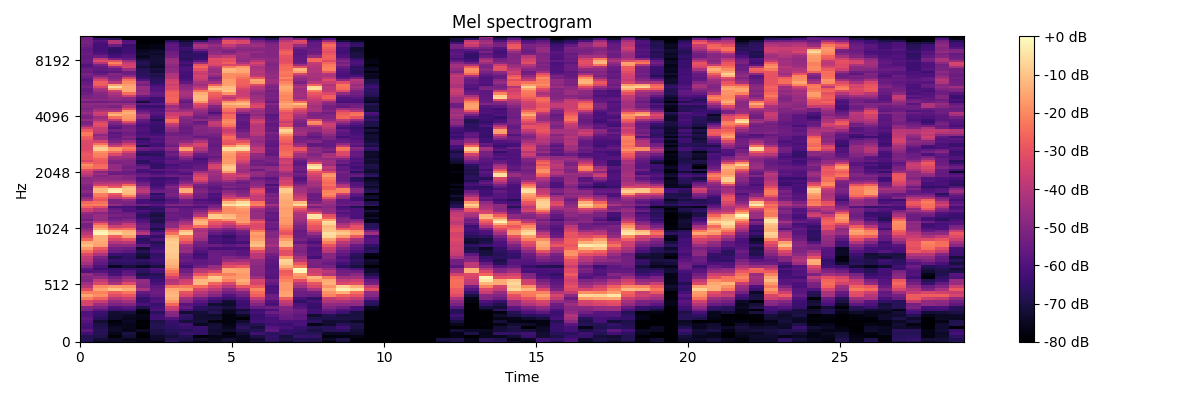 Mel spectrogram
8192
4096
2048
1024
512
0
Hz
0 5 10 15 20 25
Time
+0 dB
-10 dB
-20 dB
-30 dB
-40 dB
-50 dB
-60 dB
-70 dB
-80 dB